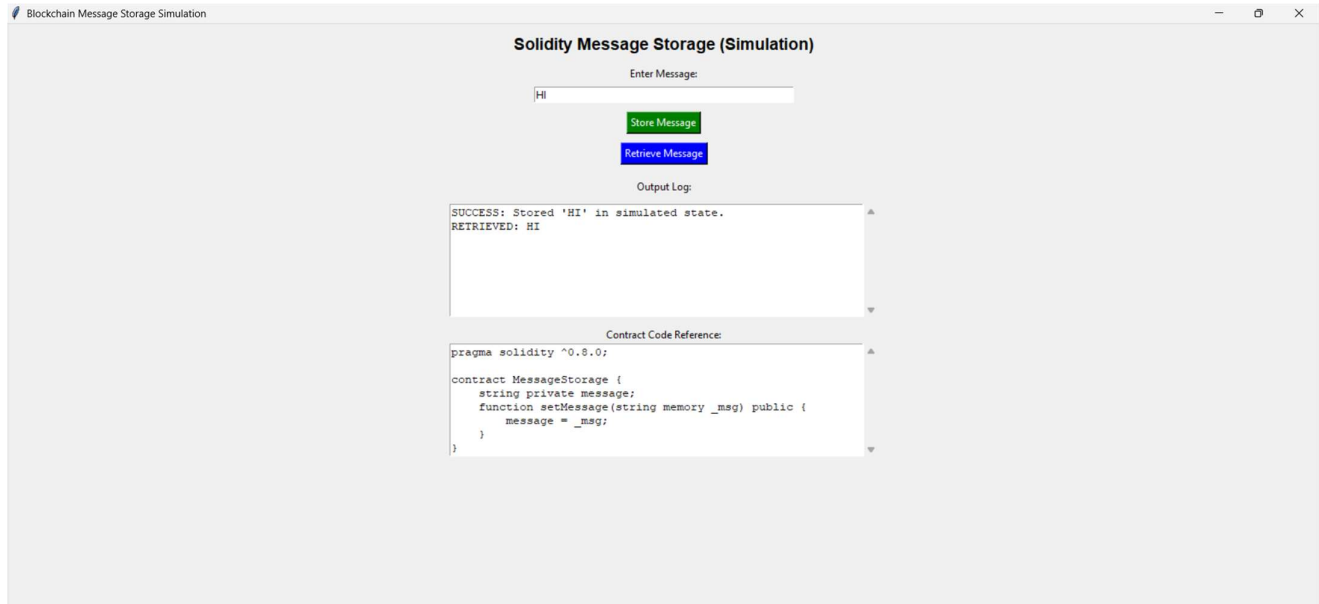 Blockchain Message Storage Simulation
Solidity Message Storage (Simulation)
Enter Message:
HI
Store Message
Retrieve Message
Output Log:
SUCCESS: Stored 'HI' in simulated state.
RETRIEVED: HI
Contract Code Reference:
pragma solidity ^0.8.0;

contract MessageStorage {
    string private message;
    function setMessage(string memory _msg) public {
        message = _msg;
    }
}